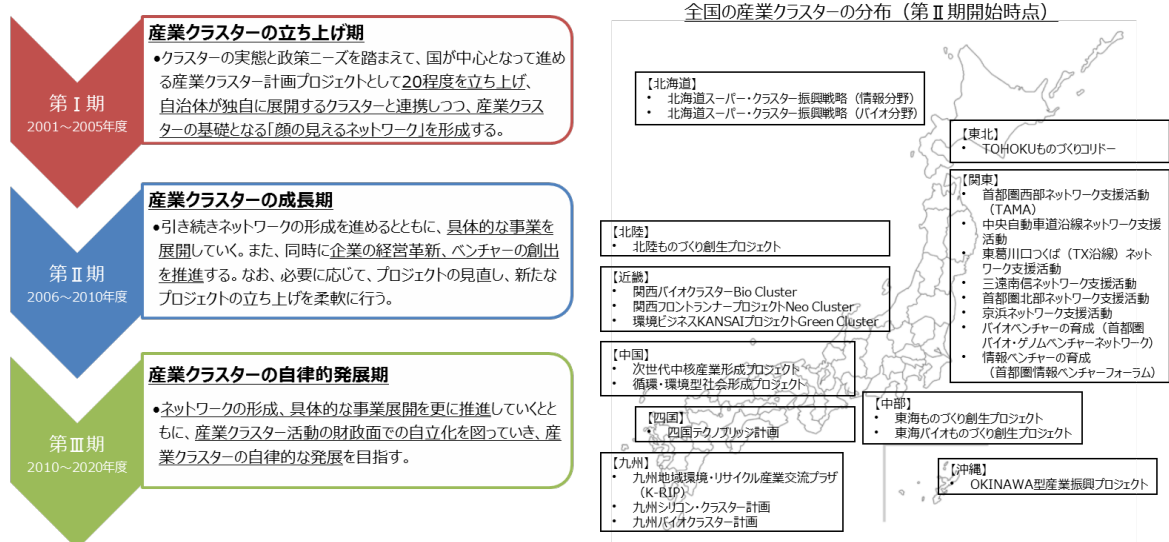 第Ⅰ期
2001～2005年度
産業クラスターの立ち上げ期
•クラスターの実態と政策ニーズを踏まえて、国が中心となって進め
る産業クラスター計画プロジェクトとして20程度を立ち上げ、
自治体が独自に展開するクラスターと連携しつつ、産業クラス
ターの基礎となる「顔の見えるネットワーク」を形成する。
第Ⅱ期
2006～2010年度
産業クラスターの成長期
•引き続きネットワークの形成を進めるとともに、具体的な事業を
展開していく。また、同時に企業の経営革新、ベンチャーの創出
を推進する。なお、必要に応じて、プロジェクトの見直し、新たな
プロジェクトの立ち上げを柔軟に行う。
第Ⅲ期
2010～2020年度
産業クラスターの自律的発展期
•ネットワークの形成、具体的な事業展開を更に推進していくとと
もに、産業クラスター活動の財政面での自立化を図っていき、産
業クラスターの自律的な発展を目指す。
全国の産業クラスターの分布（第Ⅱ期開始時点）
【北海道】
• 北海道スーパー・クラスター振興戦略（情報分野）
• 北海道スーパー・クラスター振興戦略（バイオ分野）
【東北】
• TOHOKUものづくりコリドー
【関東】
• 首都圏西部ネットワーク支援活動
（TAMA）
• 中央自動車道沿線ネットワーク支援
活動
• 東葛川口つくば（TX沿線）ネット
ワーク支援活動
• 三遠南信ネットワーク支援活動
• 首都圏北部ネットワーク支援活動
• 京浜ネットワーク支援活動
• バイオベンチャーの育成（首都圏
バイオ・ゲノムベンチャーネットワーク）
• 情報ベンチャーの育成
（首都圏情報ベンチャーフォーラム）
【北陸】
• 北陸ものづくり創生プロジェクト
【近畿】
• 関西バイオクラスターBio Cluster
• 関西フロントランナープロジェクトNeo Cluster
• 環境ビジネスKANSAIプロジェクトGreen Cluster
【中国】
• 次世代中核産業形成プロジェクト
• 循環・環境型社会形成プロジェクト
【四国】
• 四国テクノブリッジ計画
【中部】
• 東海ものづくり創生プロジェクト
• 東海バイオものづくり創生プロジェクト
【九州】
• 九州地域環境・リサイクル産業交流プラザ
（K-RIP）
• 九州シリコン・クラスター計画
• 九州バイオクラスター計画
【沖縄】
• OKINAWA型産業振興プロジェクト